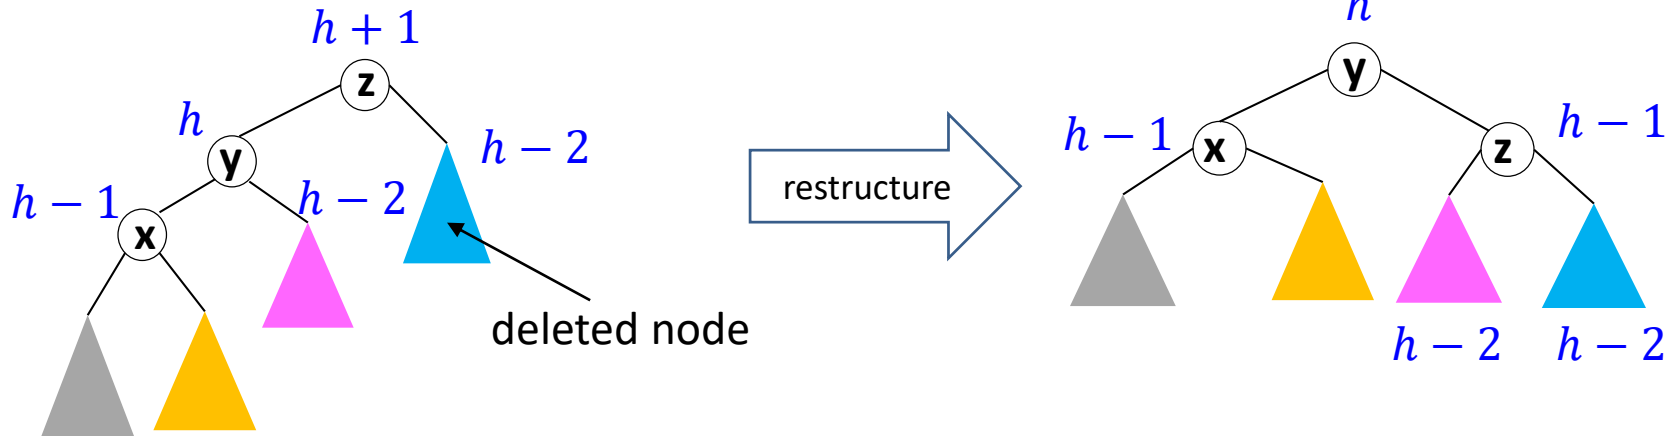 h + 1
z
h
y
h − 2
h − 1
h − 2
x
deleted node
restructure
h
y
h − 1
x
z
h − 1
h − 2
h − 2